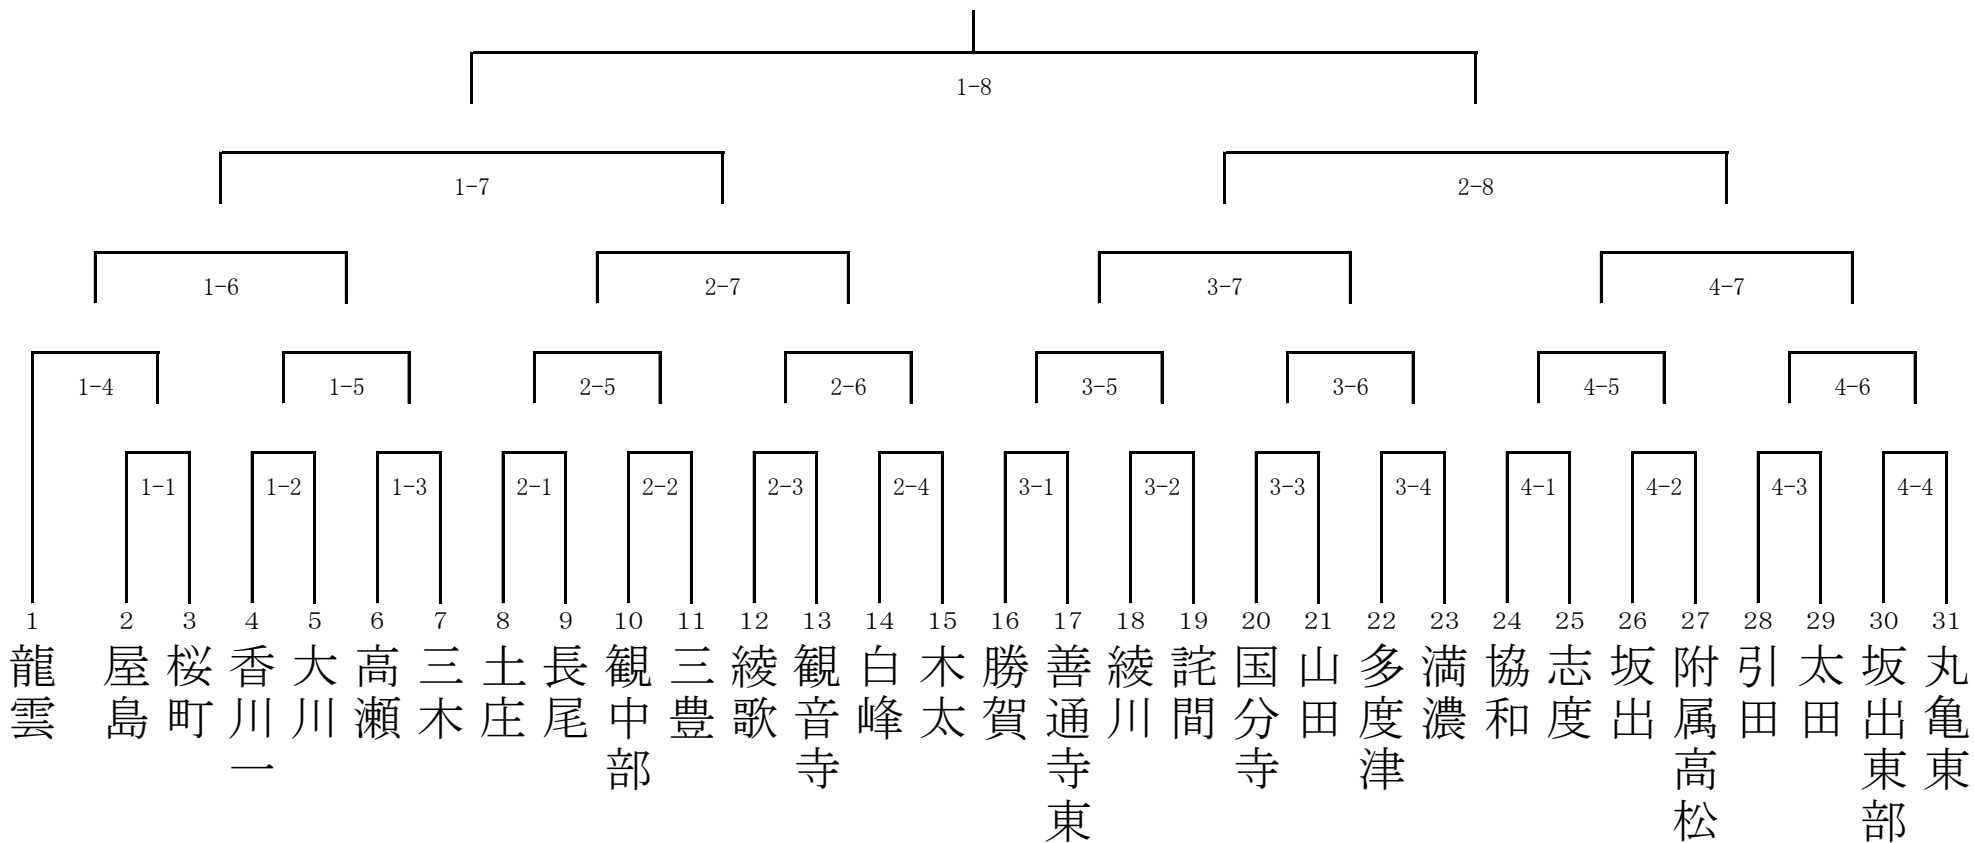 1-8
1-7 2-8
1-6 2-7 3-7 4-7
1-4 1-5 2-5 2-6 3-5 3-6 4-5 4-6
1-1 1-2 1-3 2-1 2-2 2-3 2-4 3-1 3-2 3-3 3-4 4-1 4-2 4-3 4-4
1 2 3 4 5 6 7 8 9 10 11 12 13 14 15 16 17 18 19 20 21 22 23 24 25 26 27 28 29 30 31
龍雲
屋島
桜町
香川一
大川
高瀬
三木
土庄
長尾
観中部
三豊
綾歌
観音寺
白峰
木太
勝賀
善通寺東
綾川
詫間
国分寺
山田
多度津
満濃
協和
志度
坂出
附属高松
引田
太田
坂出東部
丸亀東